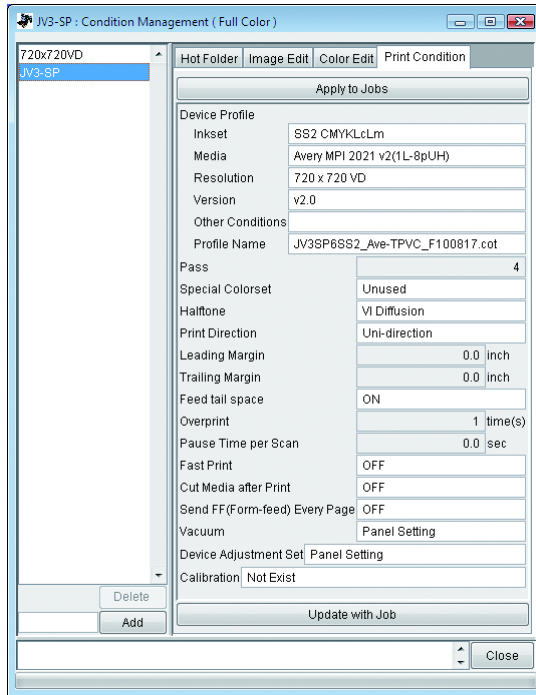 JV3-SP : Condition Management ( Full Color )
720x720VD
JV3-SP
Delete
Add
Hot Folder Image Edit Color Edit Print Condition
Apply to Jobs
Device Profile
Inkset SS2 CMYKLcLm
Media Avery MPI 2021 v2(1L-8pUH)
Resolution 720 x 720 VD
Version v2.0
Other Conditions
Profile Name JV3SP6SS2_Ave-TPVC_F100817.cot
Pass 4
Special Colorset Unused
Halftone VI Diffusion
Print Direction Uni-direction
Leading Margin 0.0 inch
Trailing Margin 0.0 inch
Feed tail space ON
Overprint 1 time(s)
Pause Time per Scan 0.0 sec
Fast Print OFF
Cut Media after Print OFF
Send FF(Form-feed) Every Page OFF
Vacuum Panel Setting
Device Adjustment Set Panel Setting
Calibration Not Exist
Update with Job
Close